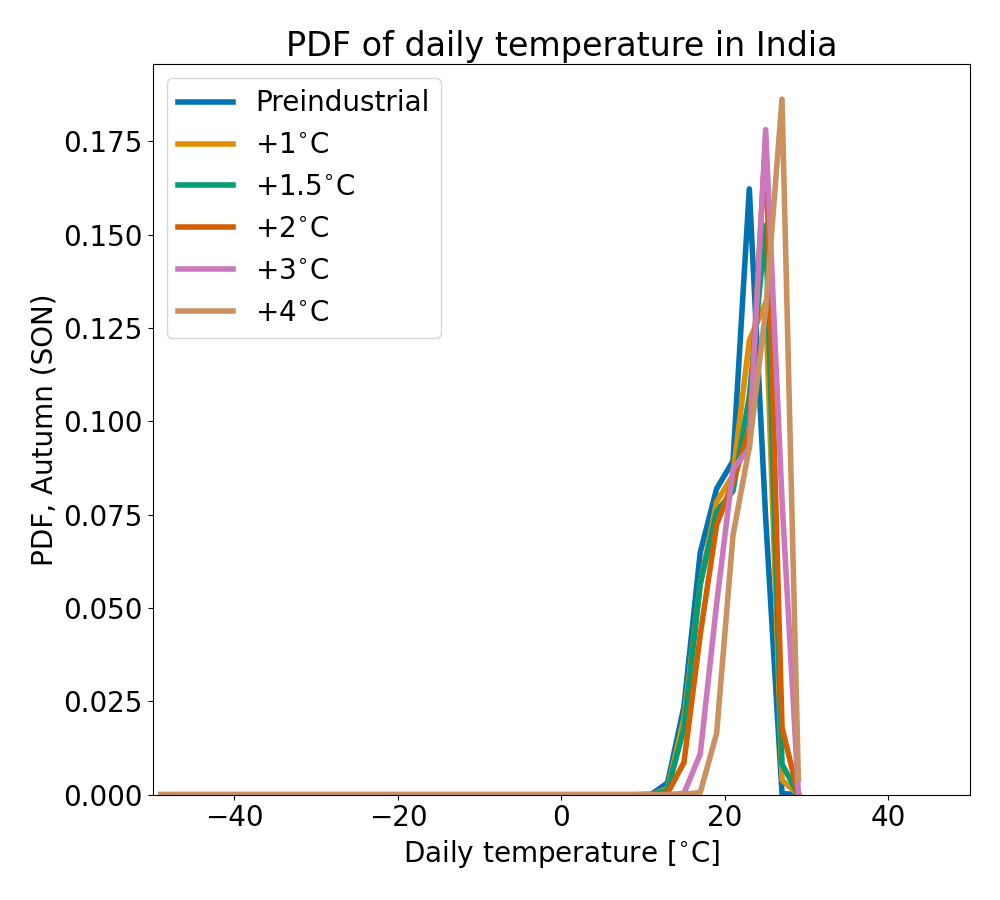 PDF of daily temperature in India
Preindustrial
+1°C
+1.5°C
+2°C
+3°C
+4°C
PDF, Autumn (SON)
0.175
0.150
0.125
0.100
0.075
0.050
0.025
0.000
−40 −20 0 20 40
Daily temperature [°C]